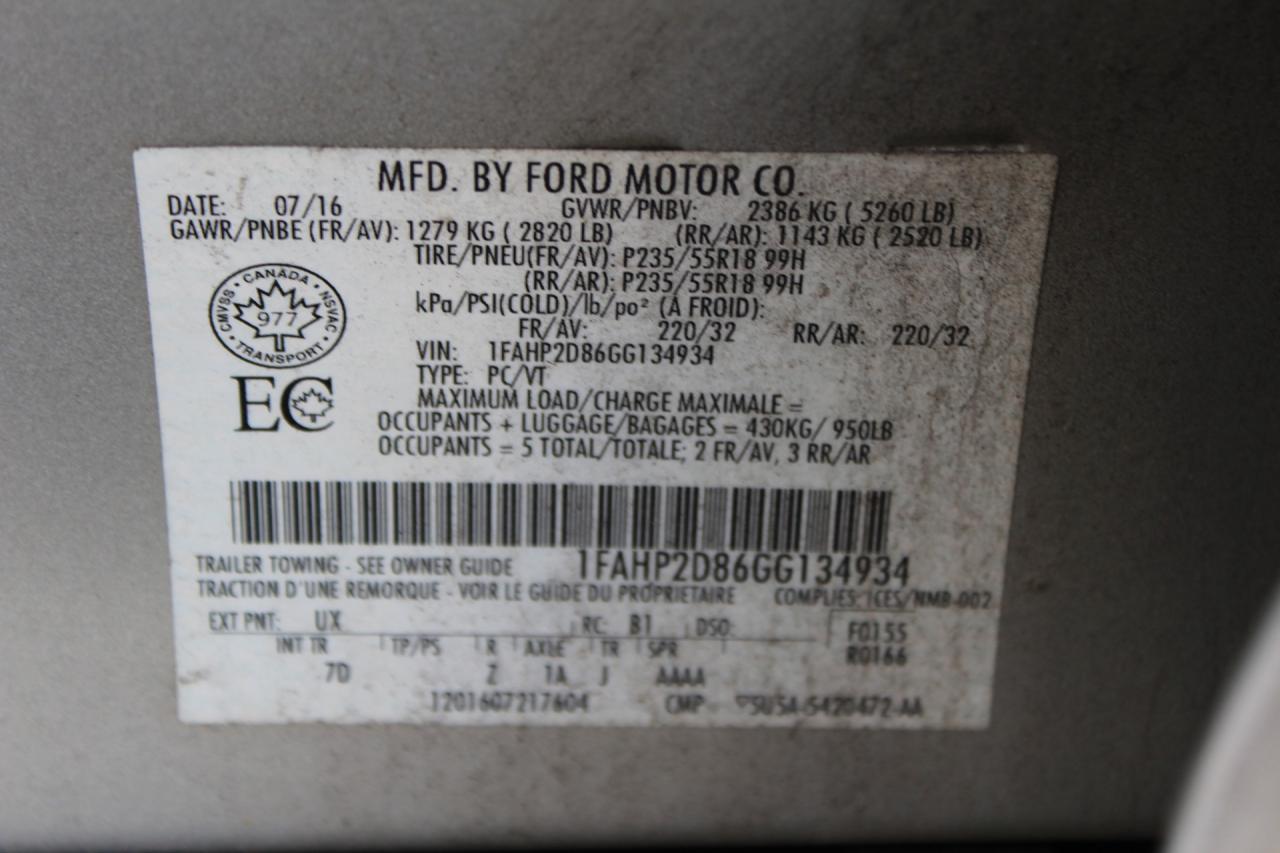 MFD. BY FORD MOTOR CO.
DATE: 07/16 GVWR/PNBV: 2386 KG ( 5260 LB)
GAWR/PNBE (FR/AV): 1279 KG ( 2820 LB) (RR/AR): 1143 KG ( 2520 LB)
TIRE/PNEU(FR/AV): P235/55R18 99H
(RR/AR): P235/55R18 99H
kPa/PSI(COLD)/lb/po² (A FROID):
FR/AV: 220/32 RR/AR: 220/32
CANADA
CMVSS 977 NSVAC
TRANSPORT
EC
VIN: 1FAHP2D86GG134934
TYPE: PC/VT
MAXIMUM LOAD/CHARGE MAXIMALE =
OCCUPANTS + LUGGAGE/BAGAGES = 430KG/ 950LB
OCCUPANTS = 5 TOTAL/TOTALE; 2 FR/AV, 3 RR/AR
TRAILER TOWING - SEE OWNER GUIDE 1FAHP2D86GG134934
TRACTION D'UNE REMORQUE - VOIR LE GUIDE DU PROPRIETAIRE COMPLIES: ICES/NMB-002
EXT PNT: UX RC: B1 DSO:
F0155
R0166
INT TR TP/PS R AXLE TR SPR
7D Z 1A J AAAA
1201607217604 CMP